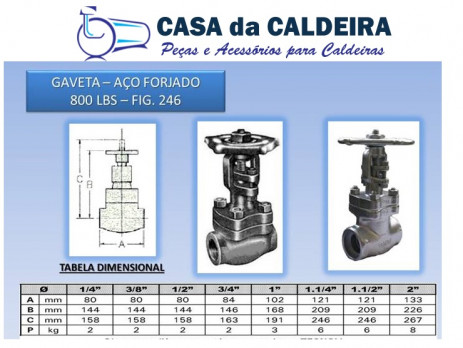 CASA da CALDEIRA
Peças e Acessórios para Caldeiras
GAVETA – AÇO FORJADO
800 LBS – FIG. 246
C
B
A
TABELA DIMENSIONAL
Ø 1/4" 3/8" 1/2" 3/4" 1" 1.1/4" 1.1/2" 2"
A mm 80 80 80 84 102 121 121 133
B mm 144 144 144 146 168 209 209 226
C mm 158 158 158 163 191 246 246 267
P kg 2 2 2 2 3 6 6 8